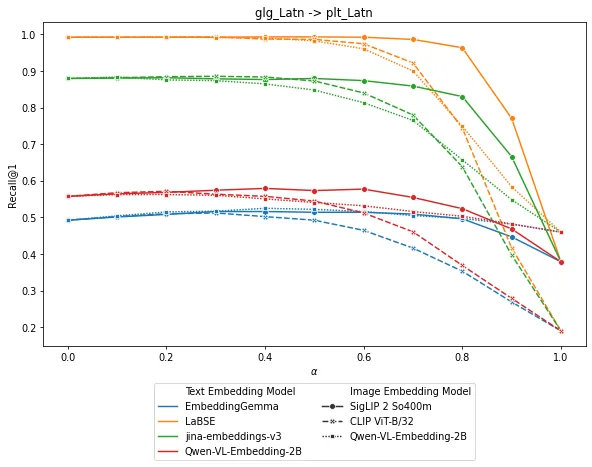 glg_Latn -> plt_Latn
Recall@1
1.0
0.9
0.8
0.7
0.6
0.5
0.4
0.3
0.2
0.0 0.2 0.4 0.6 0.8 1.0
α
Text Embedding Model Image Embedding Model
EmbeddingGemma SigLIP 2 So400m
LaBSE CLIP ViT-B/32
jina-embeddings-v3 Qwen-VL-Embedding-2B
Qwen-VL-Embedding-2B